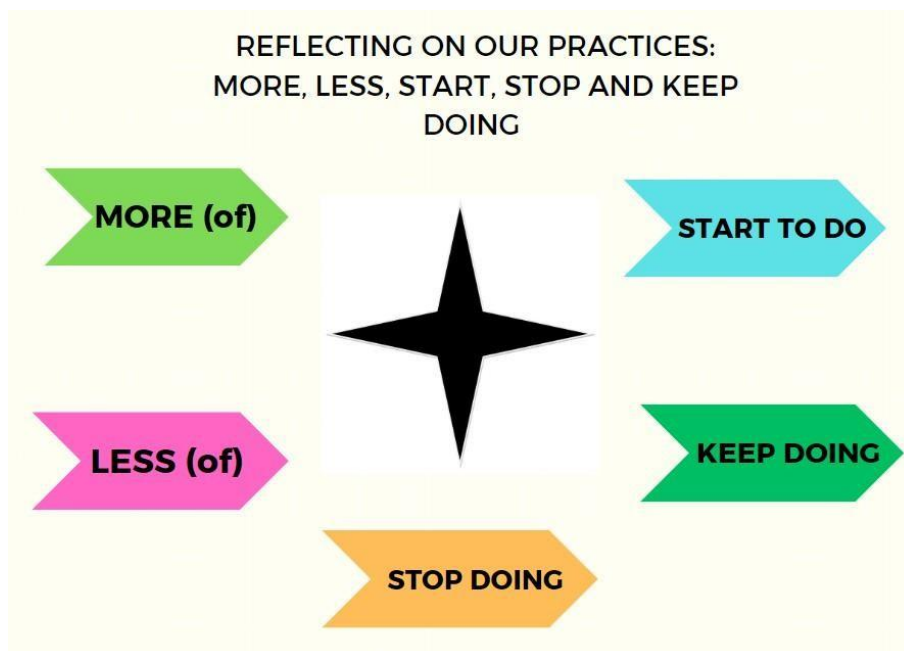 REFLECTING ON OUR PRACTICES:
MORE, LESS, START, STOP AND KEEP
DOING
MORE (of)
START TO DO
LESS (of)
KEEP DOING
STOP DOING